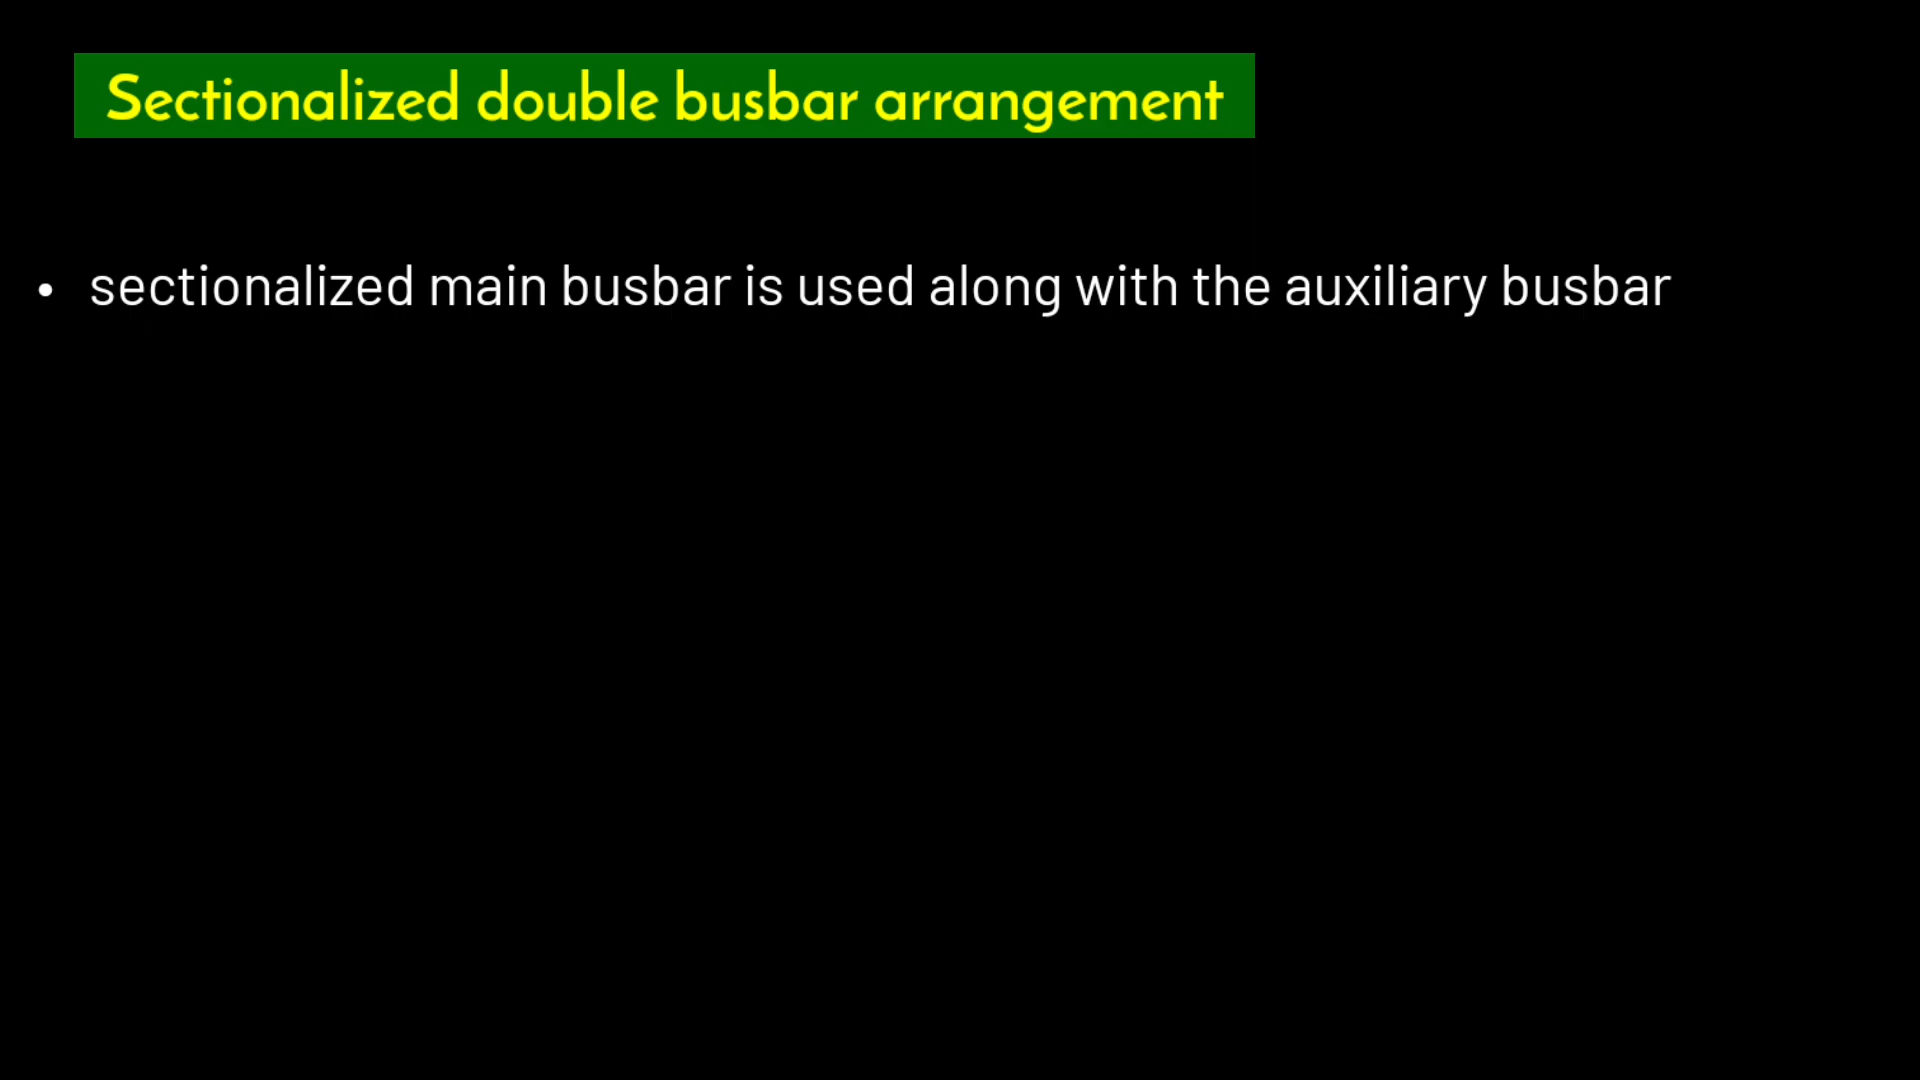 Sectionalized double busbar arrangement
• sectionalized main busbar is used along with the auxiliary busbar